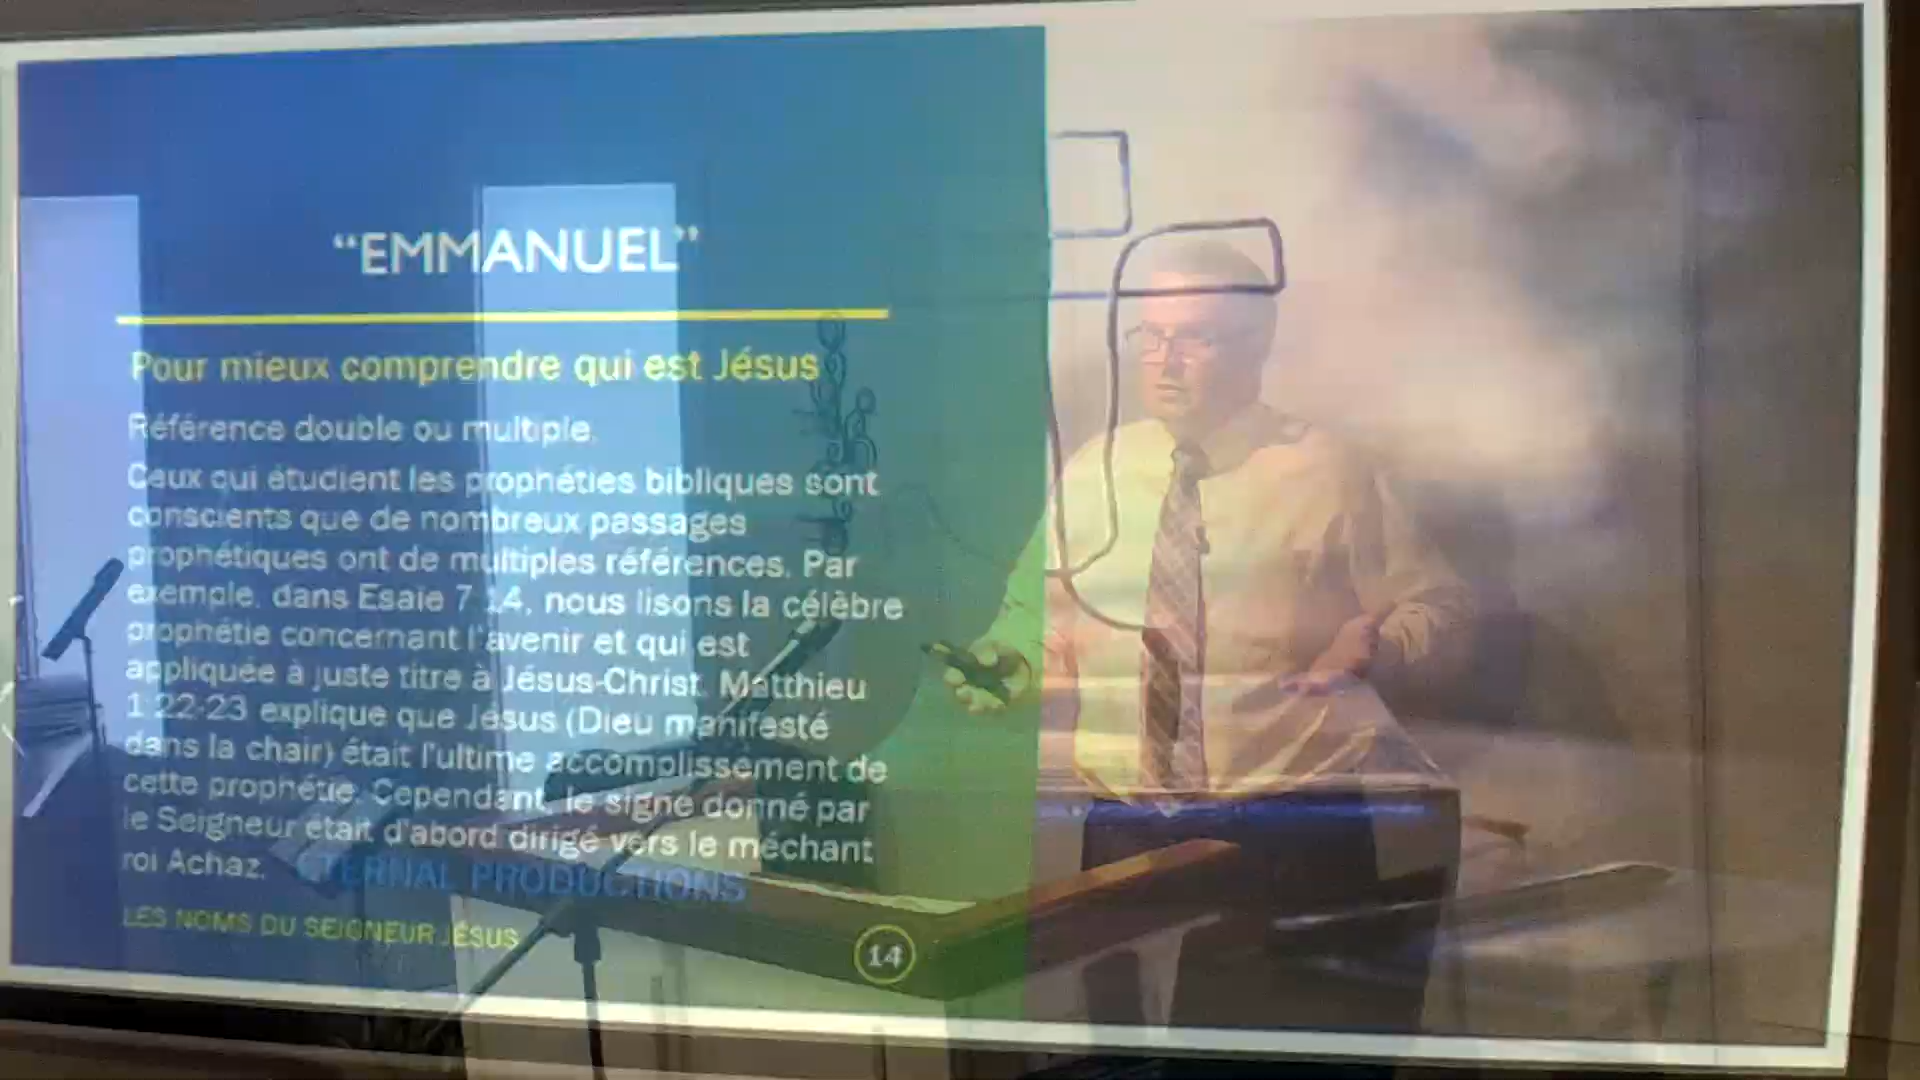 “EMMANUEL”
Pour mieux comprendre qui est Jésus
Référence double ou multiple.
Ceux qui étudient les prophéties bibliques sont
conscients que de nombreux passages
prophétiques ont de multiples références. Par
exemple, dans Esaïe 7:14, nous lisons la célèbre
prophétie concernant l'avenir et qui est
appliquée à juste titre à Jésus-Christ. Matthieu
1:22-23 explique que Jésus (Dieu manifesté
dans la chair) était l'ultime accomplissement de
cette prophétie. Cependant, le signe donné par
le Seigneur était d'abord dirigé vers le méchant
roi Achaz.
ETERNAL PRODUCTIONS
LES NOMS DU SEIGNEUR JÉSUS
14